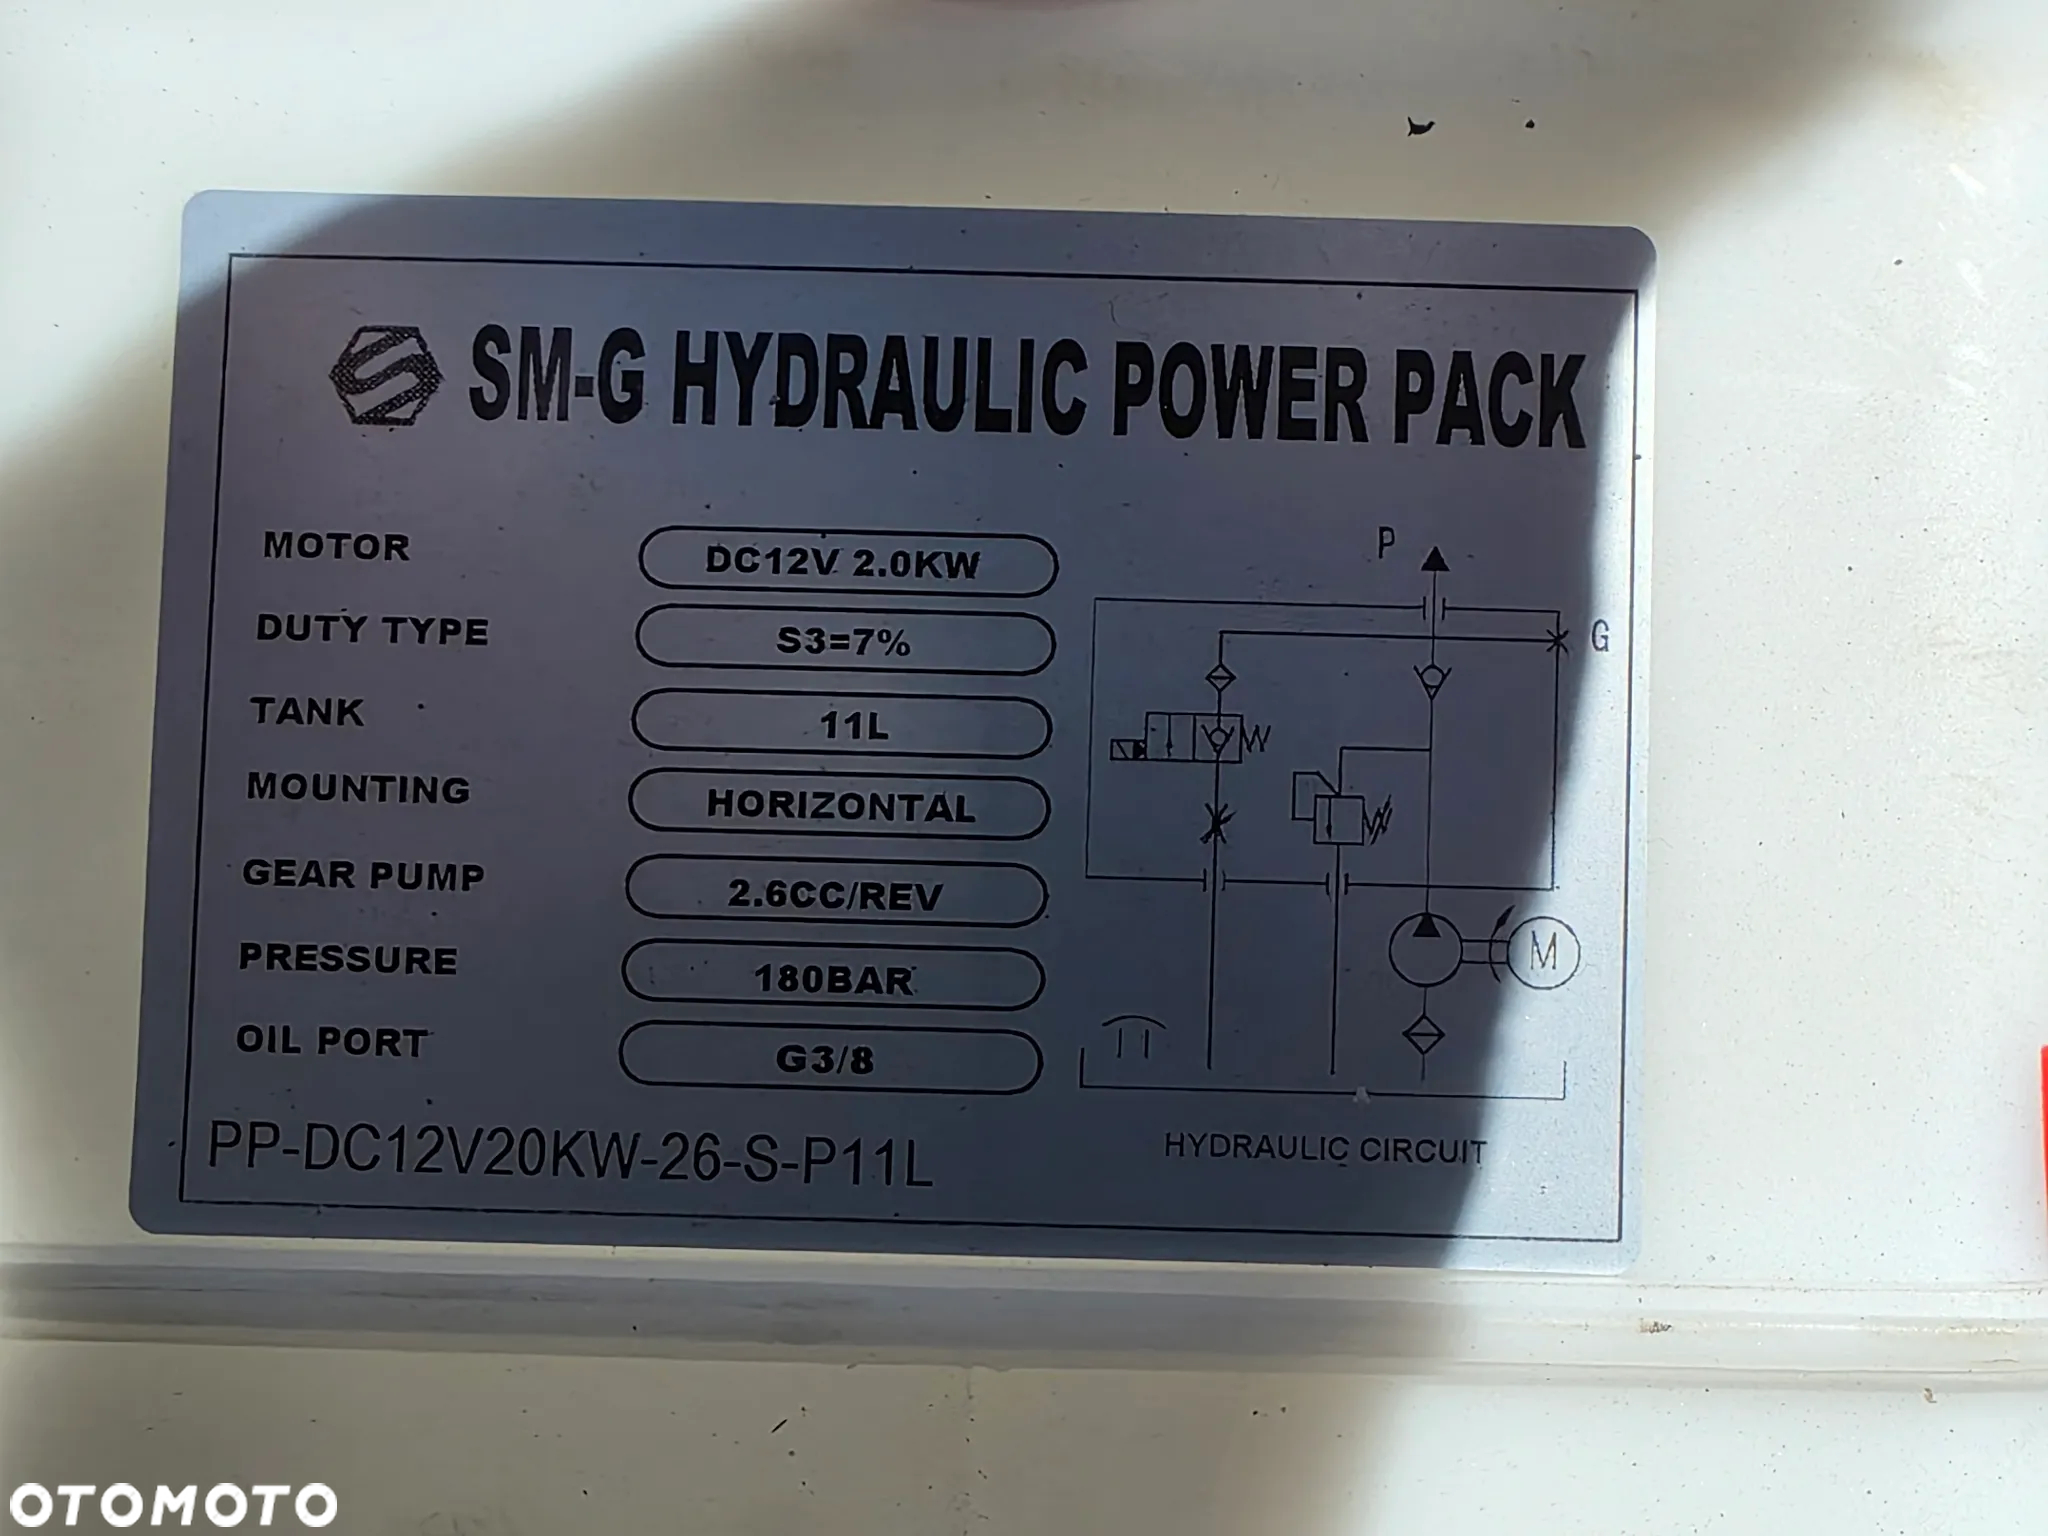 SM-G HYDRAULIC POWER PACK
MOTOR DC12V 2.0KW
DUTY TYPE S3=7%
TANK 11L
MOUNTING HORIZONTAL
GEAR PUMP 2.6CC/REV
PRESSURE 180BAR
OIL PORT G3/8
PP-DC12V20KW-26-S-P11L
P
G
M
HYDRAULIC CIRCUIT
OTOMOTO